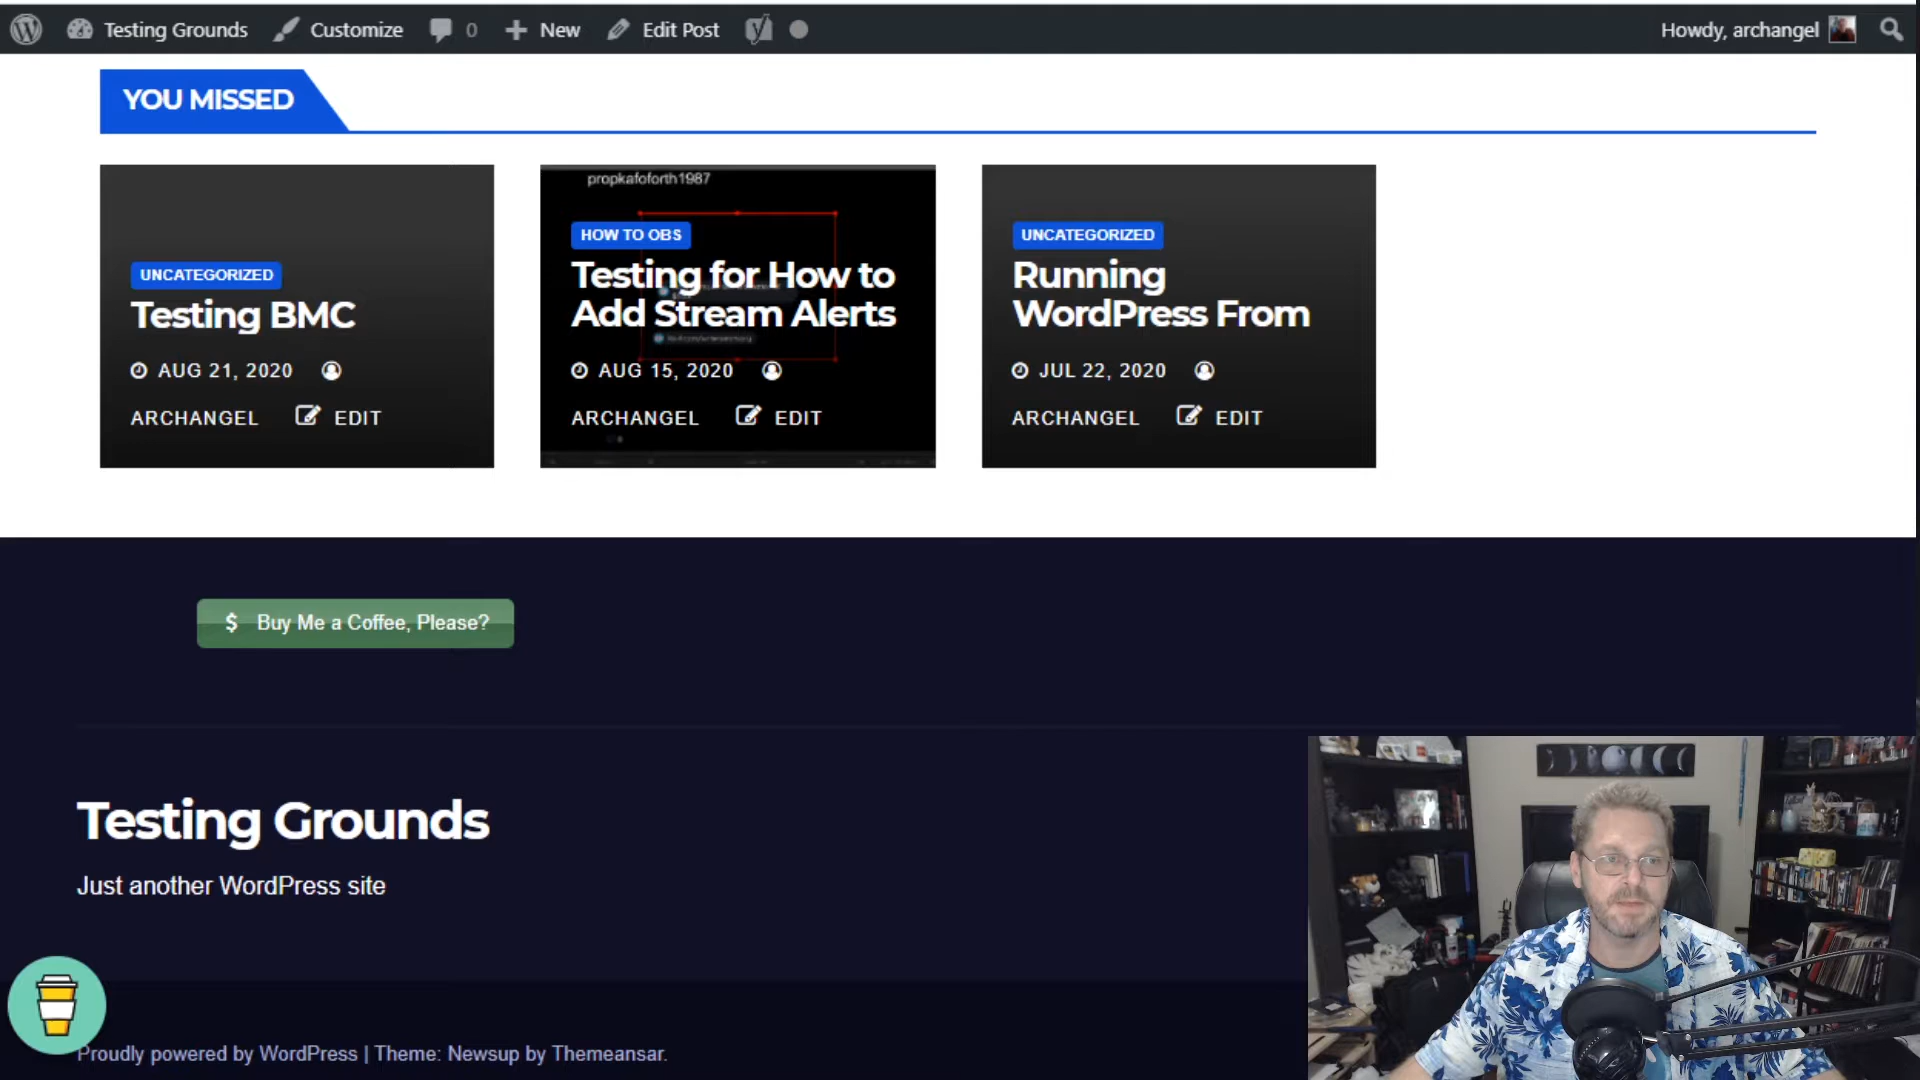 Testing Grounds Customize 0 New Edit Post Howdy, archangel
YOU MISSED
UNCATEGORIZED
Testing BMC
AUG 21, 2020
ARCHANGEL EDIT
propkafoforth1987
HOW TO OBS
Testing for How to
Add Stream Alerts
AUG 15, 2020
ARCHANGEL EDIT
UNCATEGORIZED
Running
WordPress From
JUL 22, 2020
ARCHANGEL EDIT
$ Buy Me a Coffee, Please?
Testing Grounds
Just another WordPress site
Proudly powered by WordPress | Theme: Newsup by Themeansar.